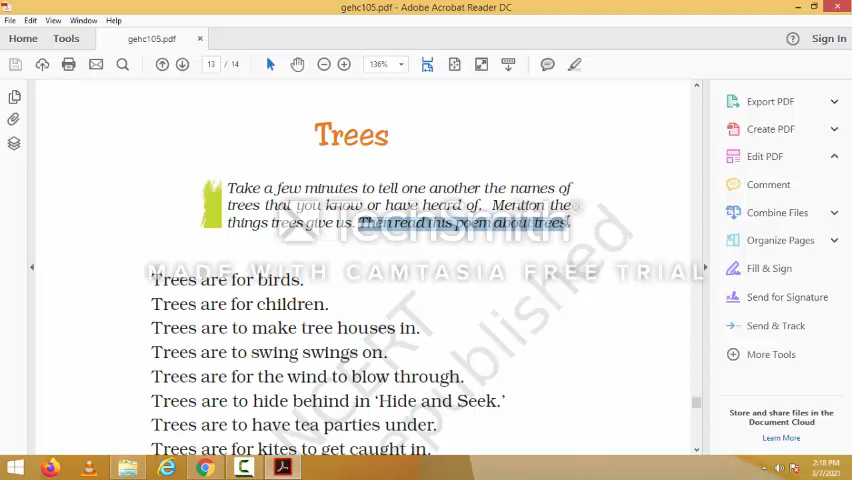 gehc105.pdf - Adobe Acrobat Reader DC
File Edit View Window Help
Home Tools gehc105.pdf × Sign In
13 / 14 136%
Trees
Take a few minutes to tell one another the names of
trees that you know or have heard of. Mention the
things trees give us. Then read this poem about trees.
TechSmith
MADE WITH CAMTASIA FREE TRIAL
Trees are for birds.
Trees are for children.
Trees are to make tree houses in.
Trees are to swing swings on.
Trees are for the wind to blow through.
Trees are to hide behind in ‘Hide and Seek.’
Trees are to have tea parties under.
Trees are for kites to get caught in.
NCERT
republished
Export PDF
Create PDF
Edit PDF
Comment
Combine Files
Organize Pages
Fill & Sign
Send for Signature
Send & Track
More Tools
Store and share files in the
Document Cloud
Learn More
2:18 PM
3/7/2021